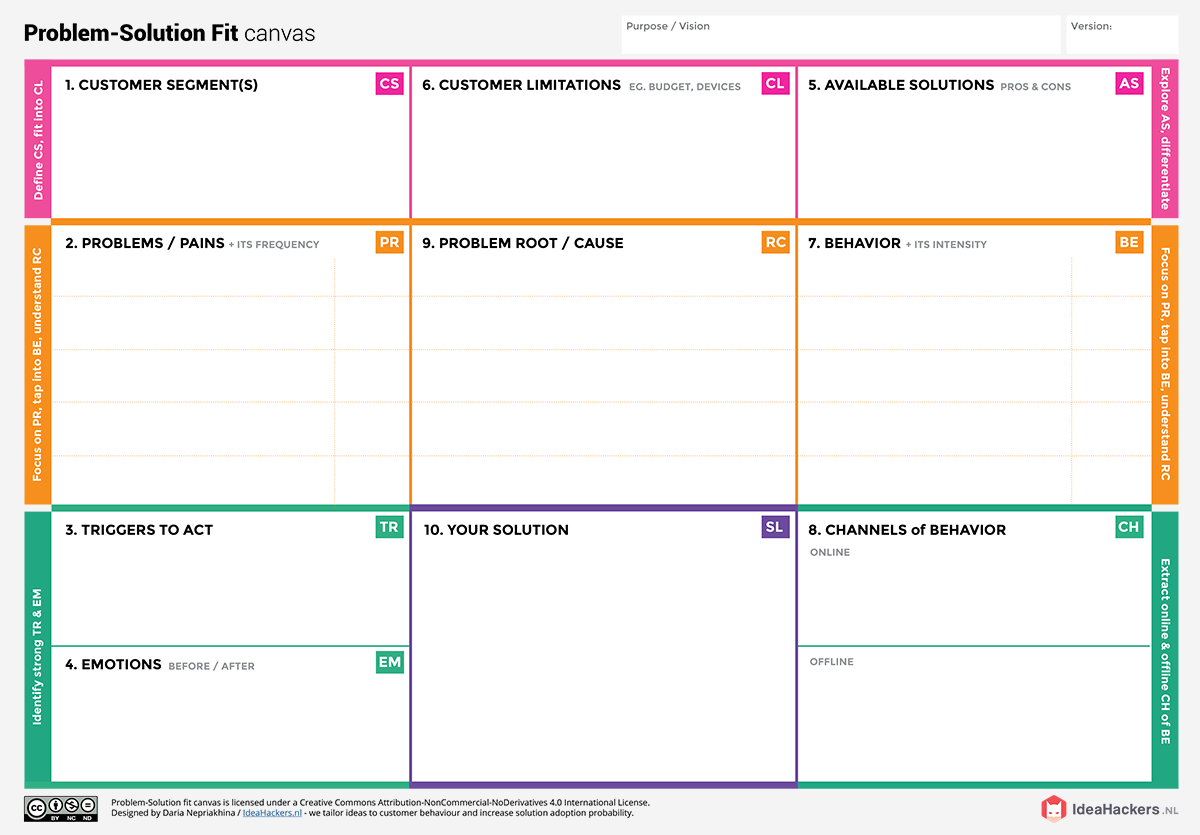 Problem-Solution Fit canvas
Purpose / Vision
Version:
Define CS, fit into CL
1. CUSTOMER SEGMENT(S)
CS
6. CUSTOMER LIMITATIONS EG. BUDGET, DEVICES
CL
5. AVAILABLE SOLUTIONS PROS & CONS
AS
Explore AS, differentiate
Focus on PR, tap into BE, understand RC
2. PROBLEMS / PAINS + ITS FREQUENCY
PR
9. PROBLEM ROOT / CAUSE
RC
7. BEHAVIOR + ITS INTENSITY
BE
Focus on PR, tap into BE, understand RC
Identify strong TR & EM
3. TRIGGERS TO ACT
TR
10. YOUR SOLUTION
SL
8. CHANNELS of BEHAVIOR
CH
ONLINE
Extract online & offline CH of BE
4. EMOTIONS BEFORE / AFTER
EM
OFFLINE
cc
BY NC ND
Problem-Solution fit canvas is licensed under a Creative Commons Attribution-NonCommercial-NoDerivatives 4.0 International License.
Designed by Daria Nepriakhina / IdeaHackers.nl - we tailor ideas to customer behaviour and increase solution adoption probability.
IdeaHackers.NL